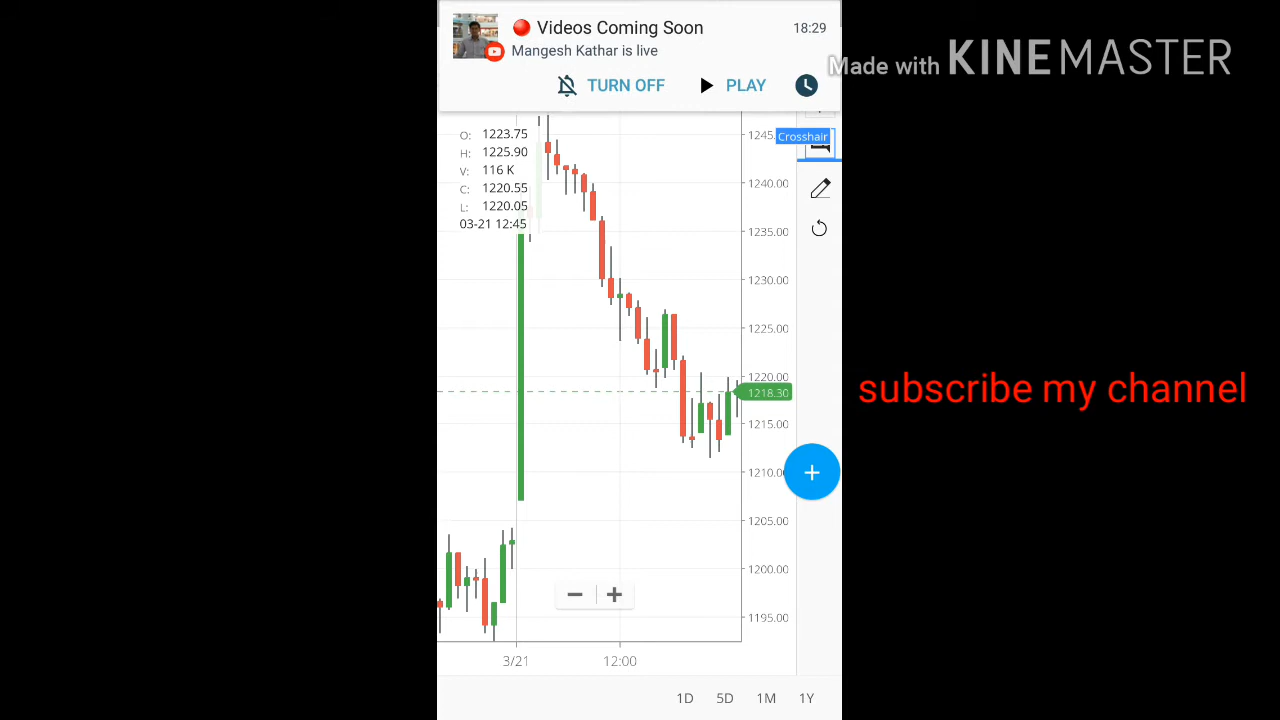 🔴 Videos Coming Soon
18:29
Mangesh Kathar is live
TURN OFF
PLAY
Made with KINEMASTER
O: 1223.75
H: 1225.90
V: 116 K
C: 1220.55
L: 1220.05
03-21 12:45
Crosshair
1245.
1240.00
1235.00
1230.00
1225.00
1220.00
1218.30
1215.00
1210.0
1205.00
1200.00
1195.00
subscribe my channel
3/21
12:00
1D
5D
1M
1Y